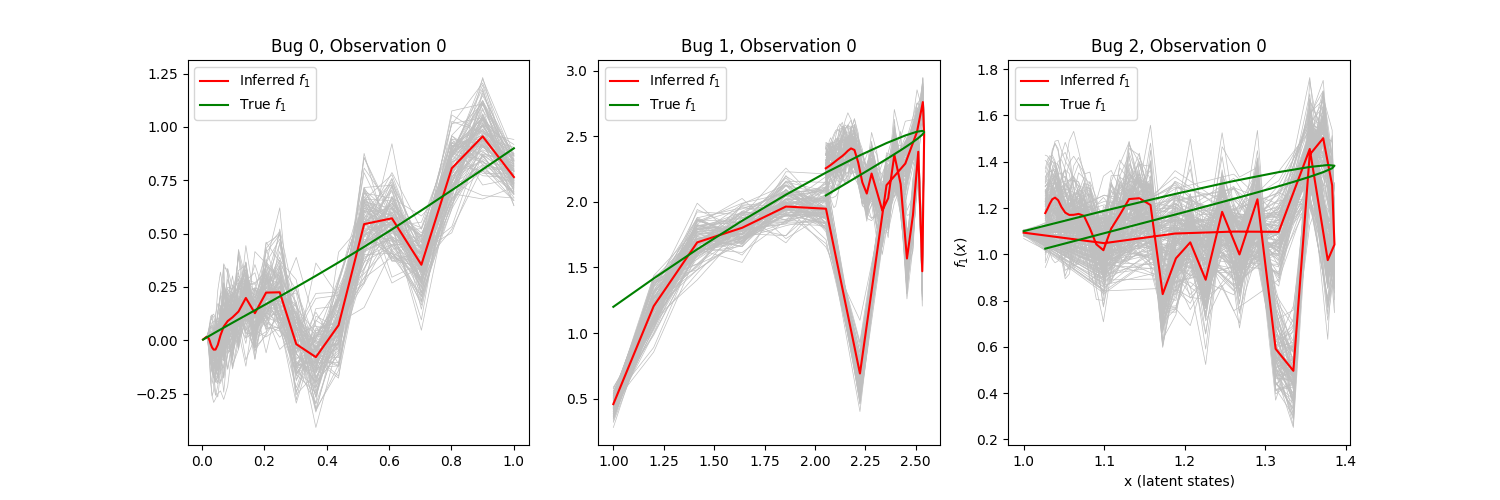 Bug 0, Observation 0
Inferred f₁
True f₁
1.25
1.00
0.75
0.50
0.25
0.00
−0.25
0.0 0.2 0.4 0.6 0.8 1.0
Bug 1, Observation 0
Inferred f₁
True f₁
3.0
2.5
2.0
1.5
1.0
0.5
1.00 1.25 1.50 1.75 2.00 2.25 2.50
Bug 2, Observation 0
Inferred f₁
True f₁
f₁(x)
1.8
1.6
1.4
1.2
1.0
0.8
0.6
0.4
0.2
1.0 1.1 1.2 1.3 1.4
x (latent states)